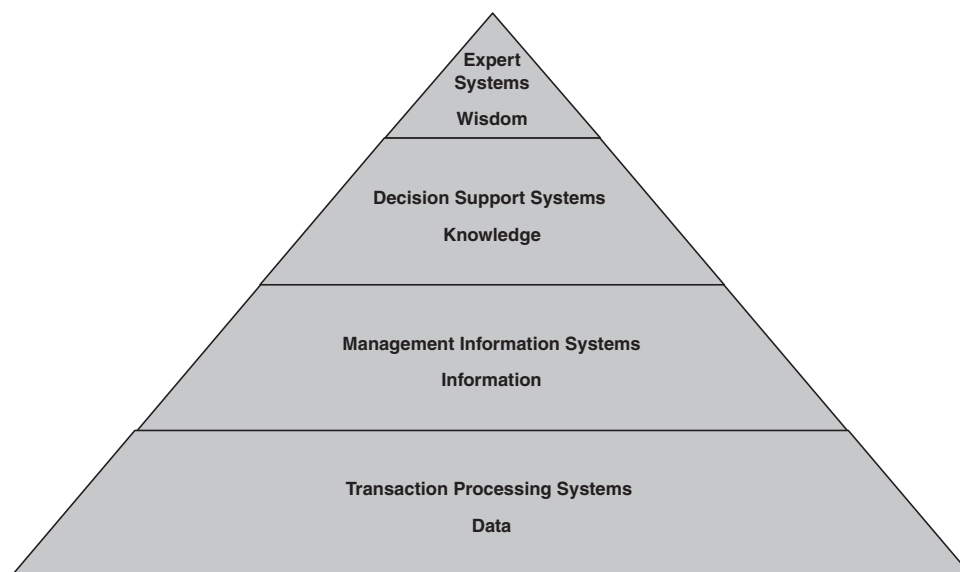 Expert
Systems
Wisdom
Decision Support Systems
Knowledge
Management Information Systems
Information
Transaction Processing Systems
Data